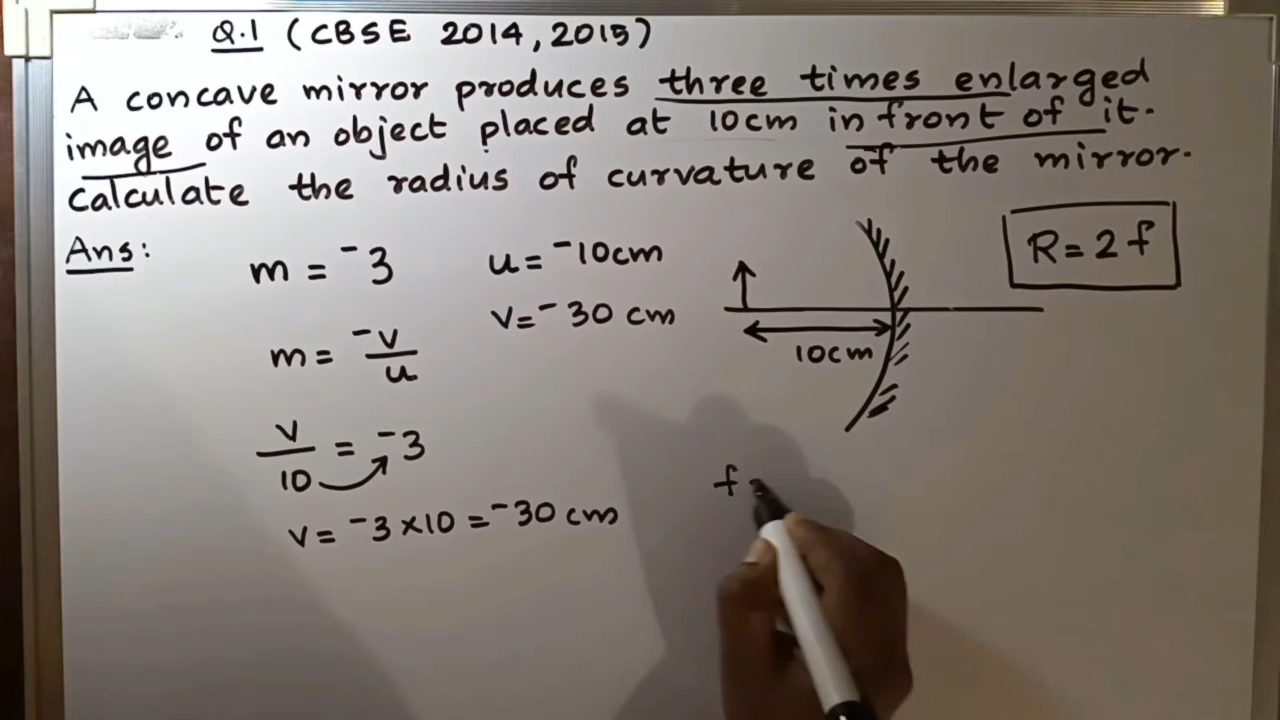 Q.1 (CBSE 2014, 2015)
A concave mirror produces three times enlarged
image of an object placed at 10cm in front of it.
Calculate the radius of curvature of the mirror.
Ans:
m = -3
u = -10cm
v = -30 cm
R = 2f
m = -v/u
10cm
v/10 = -3
v = -3 × 10 = -30 cm
f